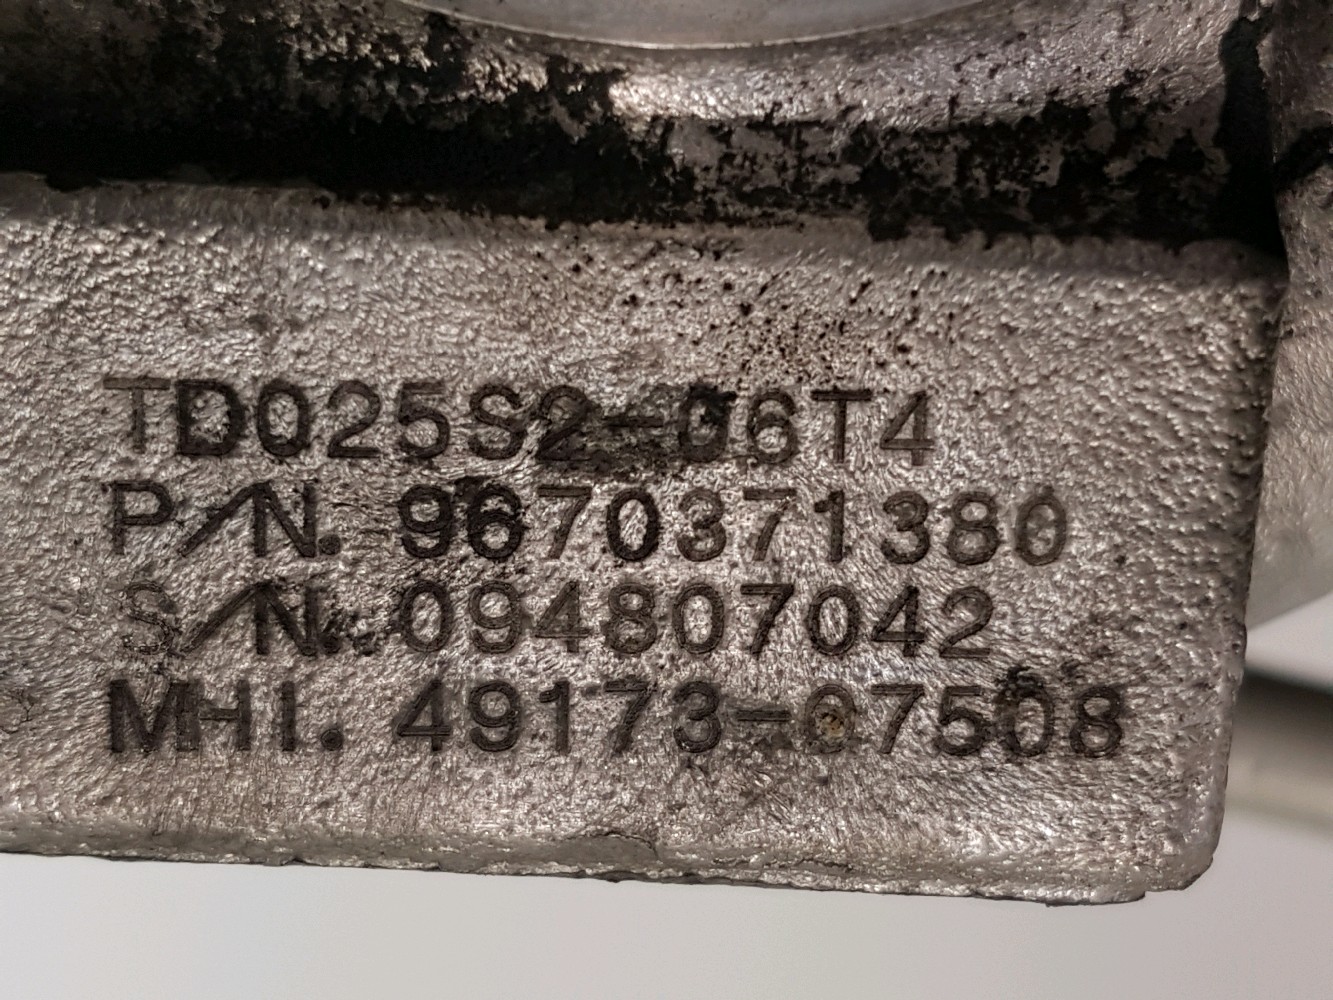 TD025S2-06T4
P/N. 9670371380
S/N. 094807042
MHI. 49173-07508